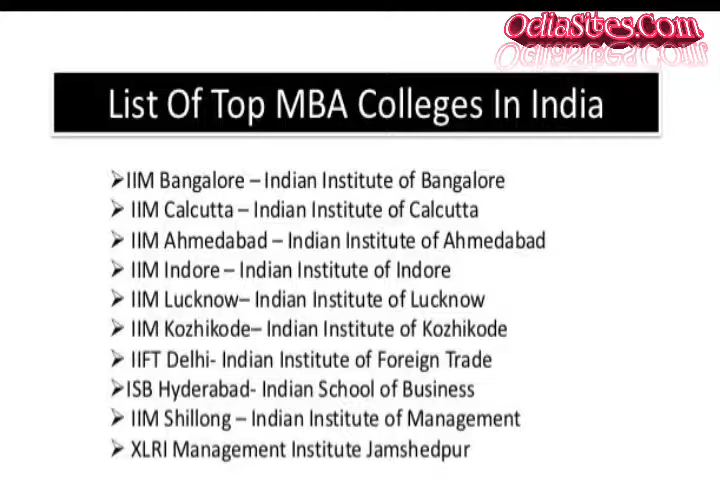 OdiaSites.Com
List Of Top MBA Colleges In India
➢IIM Bangalore – Indian Institute of Bangalore
➢ IIM Calcutta – Indian Institute of Calcutta
➢ IIM Ahmedabad – Indian Institute of Ahmedabad
➢ IIM Indore – Indian Institute of Indore
➢ IIM Lucknow– Indian Institute of Lucknow
➢ IIM Kozhikode– Indian Institute of Kozhikode
➢ IIFT Delhi- Indian Institute of Foreign Trade
➢ISB Hyderabad- Indian School of Business
➢ IIM Shillong – Indian Institute of Management
➢ XLRI Management Institute Jamshedpur